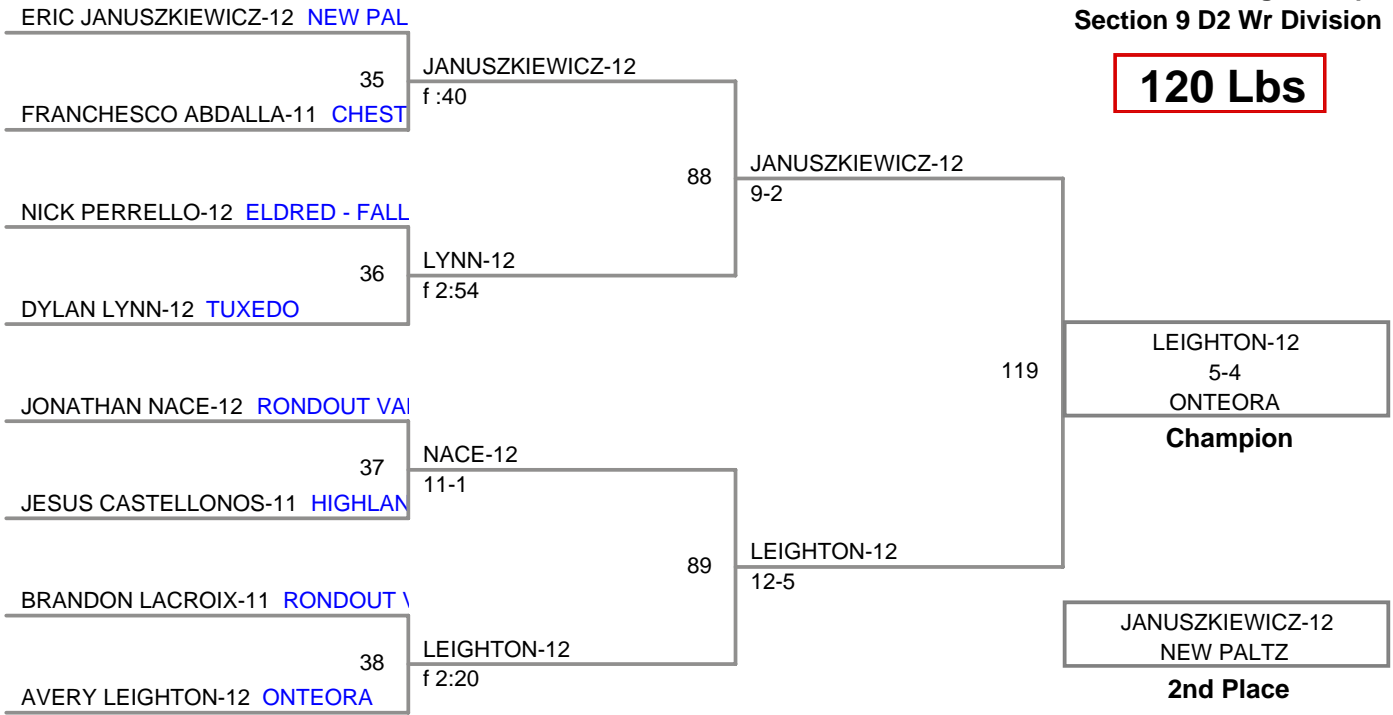 Section 9 D2 Wr Division
120 Lbs
ERIC JANUSZKIEWICZ-12 NEW PAL
35
JANUSZKIEWICZ-12
f :40
FRANCHESCO ABDALLA-11 CHEST
88
JANUSZKIEWICZ-12
9-2
NICK PERRELLO-12 ELDRED - FALL
36
LYNN-12
f 2:54
DYLAN LYNN-12 TUXEDO
119
LEIGHTON-12
5-4
ONTEORA
Champion
JONATHAN NACE-12 RONDOUT VA
37
NACE-12
11-1
JESUS CASTELLONOS-11 HIGHLAN
89
LEIGHTON-12
12-5
BRANDON LACROIX-11 RONDOUT
38
LEIGHTON-12
f 2:20
AVERY LEIGHTON-12 ONTEORA
JANUSZKIEWICZ-12
NEW PALTZ
2nd Place